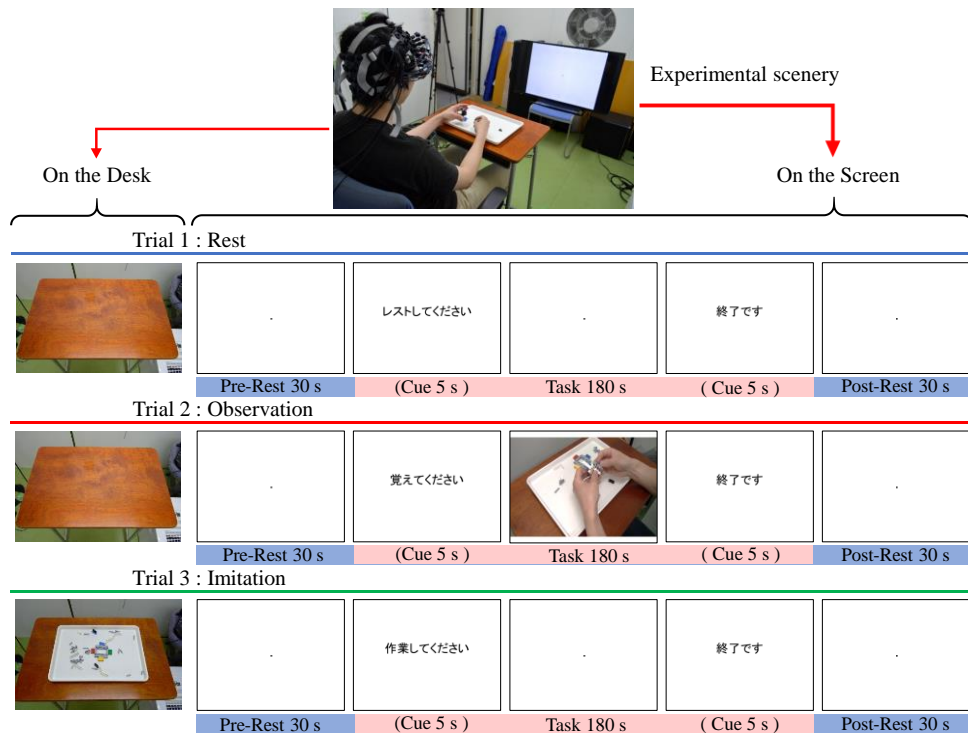 Experimental scenery
On the Desk
On the Screen
Trial 1 : Rest
レストしてください
終了です
Pre-Rest 30 s
(Cue 5 s )
Task 180 s
( Cue 5 s )
Post-Rest 30 s
Trial 2 : Observation
覚えてください
終了です
Pre-Rest 30 s
(Cue 5 s )
Task 180 s
( Cue 5 s )
Post-Rest 30 s
Trial 3 : Imitation
作業してください
終了です
Pre-Rest 30 s
(Cue 5 s )
Task 180 s
( Cue 5 s )
Post-Rest 30 s